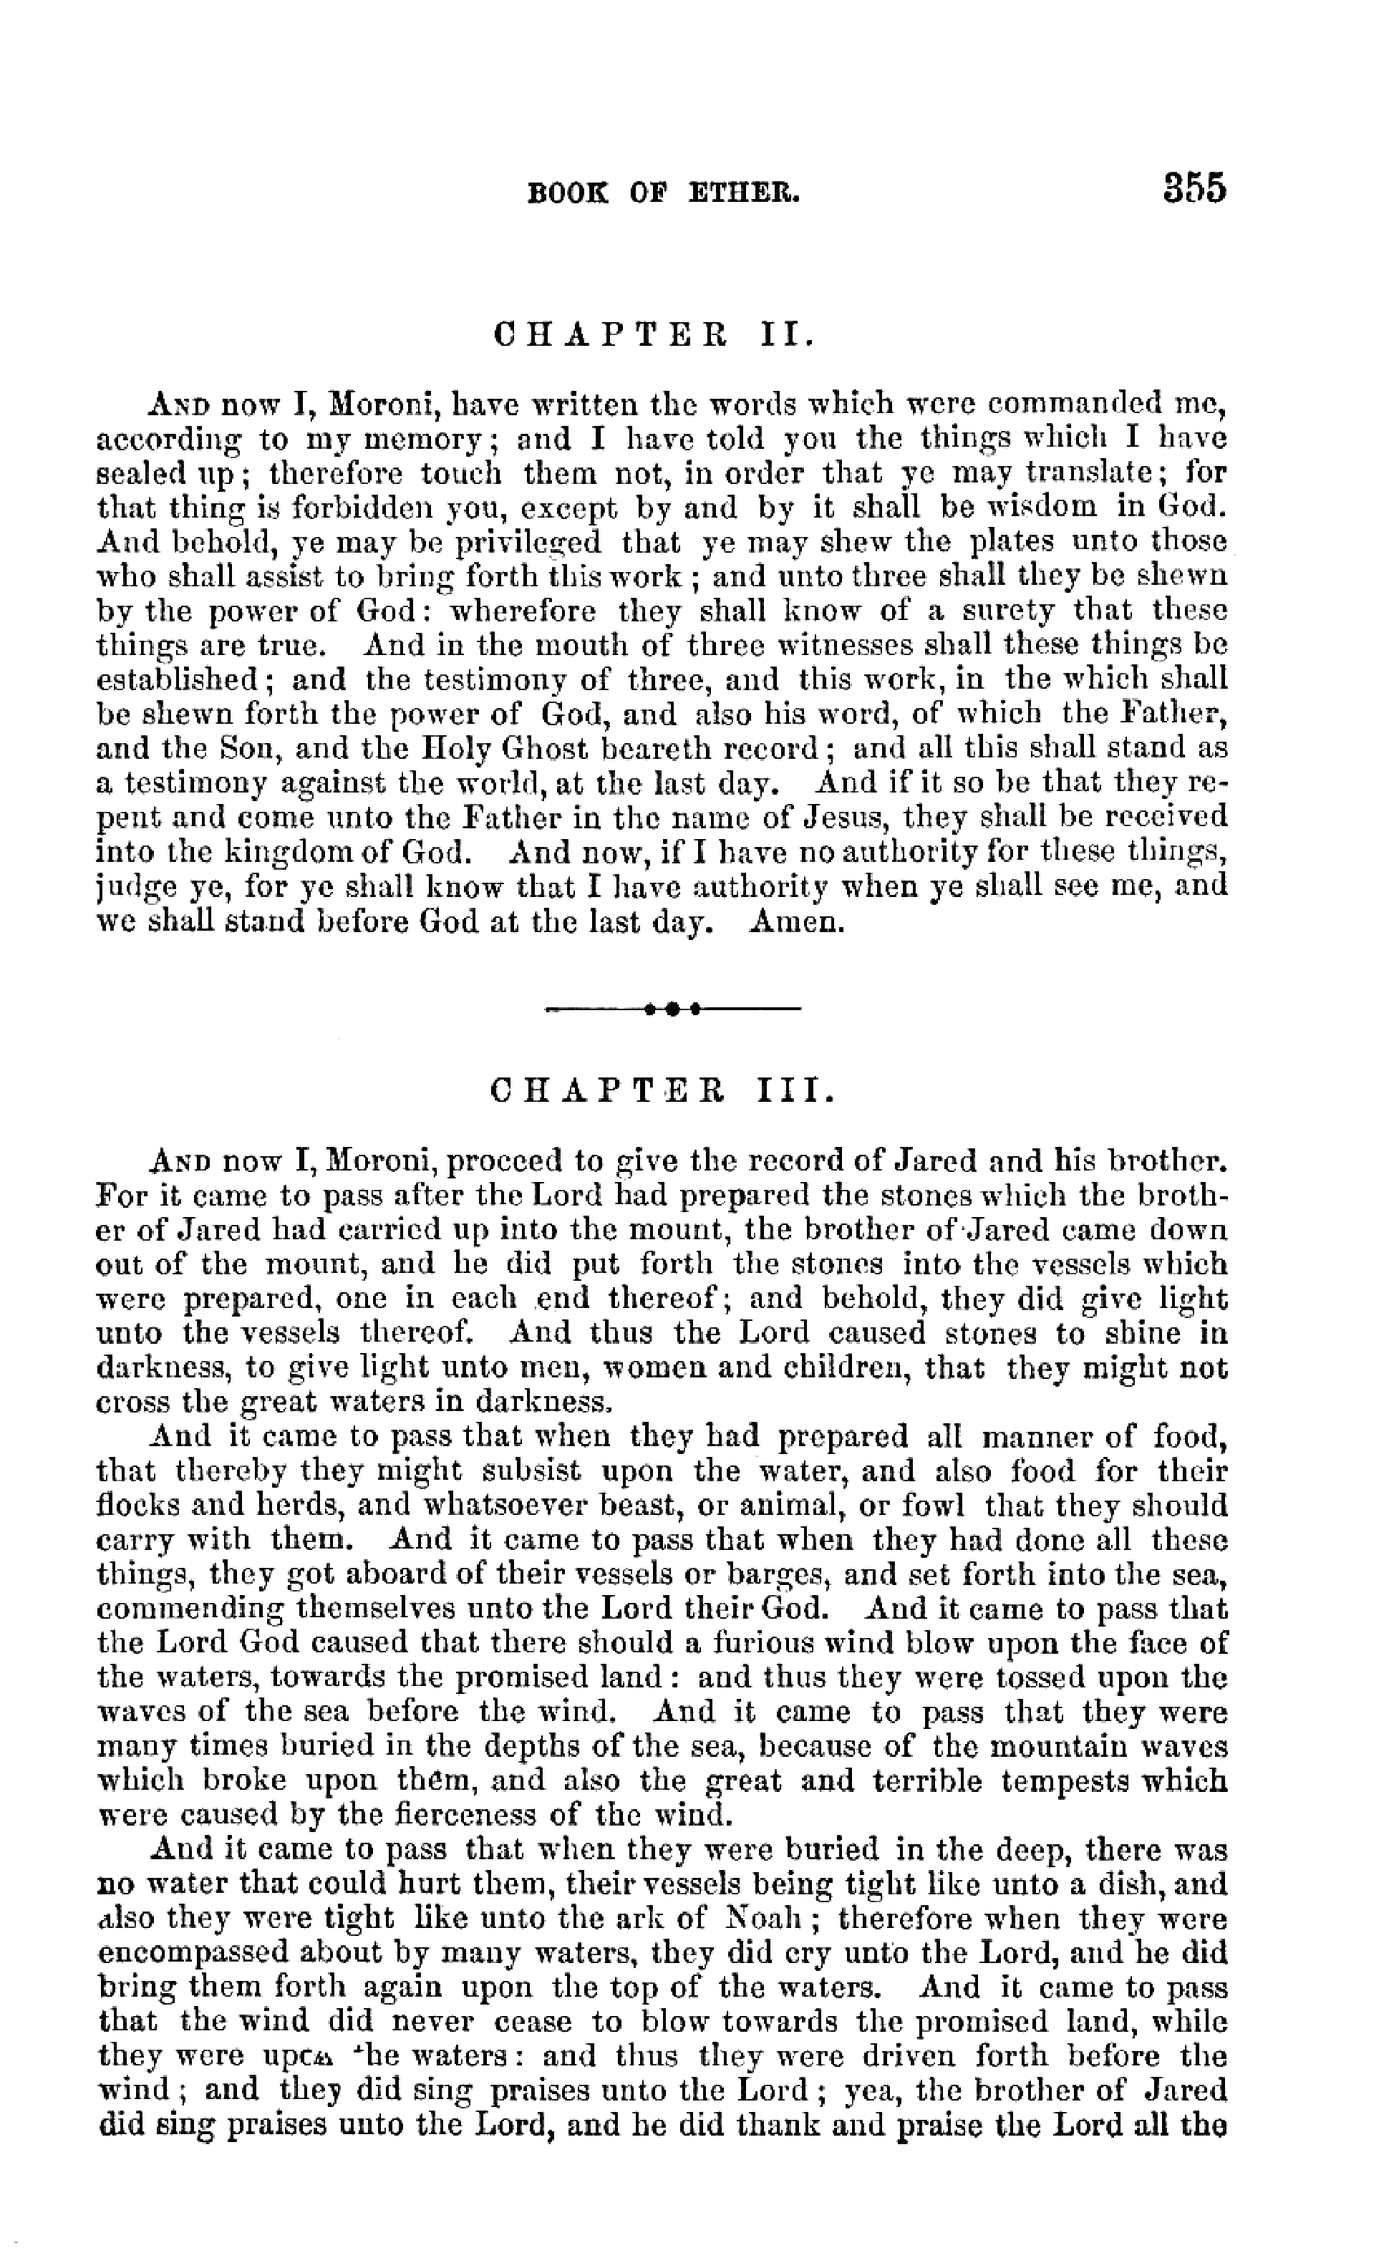 BOOK OF ETHER. 355
CHAPTER II.
AND now I, Moroni, have written the words which were commanded me,
according to my memory; and I have told you the things which I have
sealed up; therefore touch them not, in order that ye may translate; for
that thing is forbidden you, except by and by it shall be wisdom in God.
And behold, ye may be privileged that ye may shew the plates unto those
who shall assist to bring forth this work; and unto three shall they be shewn
by the power of God: wherefore they shall know of a surety that these
things are true. And in the mouth of three witnesses shall these things be
established; and the testimony of three, and this work, in the which shall
be shewn forth the power of God, and also his word, of which the Father,
and the Son, and the Holy Ghost beareth record; and all this shall stand as
a testimony against the world, at the last day. And if it so be that they re-
pent and come unto the Father in the name of Jesus, they shall be received
into the kingdom of God. And now, if I have no authority for these things,
judge ye, for ye shall know that I have authority when ye shall see me, and
we shall stand before God at the last day. Amen.
CHAPTER III.
AND now I, Moroni, proceed to give the record of Jared and his brother.
For it came to pass after the Lord had prepared the stones which the broth-
er of Jared had carried up into the mount, the brother of Jared came down
out of the mount, and he did put forth the stones into the vessels which
were prepared, one in each end thereof; and behold, they did give light
unto the vessels thereof. And thus the Lord caused stones to shine in
darkness, to give light unto men, women and children, that they might not
cross the great waters in darkness.
And it came to pass that when they had prepared all manner of food,
that thereby they might subsist upon the water, and also food for their
flocks and herds, and whatsoever beast, or animal, or fowl that they should
carry with them. And it came to pass that when they had done all these
things, they got aboard of their vessels or barges, and set forth into the sea,
commending themselves unto the Lord their God. And it came to pass that
the Lord God caused that there should a furious wind blow upon the face of
the waters, towards the promised land: and thus they were tossed upon the
waves of the sea before the wind. And it came to pass that they were
many times buried in the depths of the sea, because of the mountain waves
which broke upon them, and also the great and terrible tempests which
were caused by the fierceness of the wind.
And it came to pass that when they were buried in the deep, there was
no water that could hurt them, their vessels being tight like unto a dish, and
also they were tight like unto the ark of Noah; therefore when they were
encompassed about by many waters, they did cry unto the Lord, and he did
bring them forth again upon the top of the waters. And it came to pass
that the wind did never cease to blow towards the promised land, while
they were upon the waters: and thus they were driven forth before the
wind; and they did sing praises unto the Lord; yea, the brother of Jared
did sing praises unto the Lord, and he did thank and praise the Lord all the